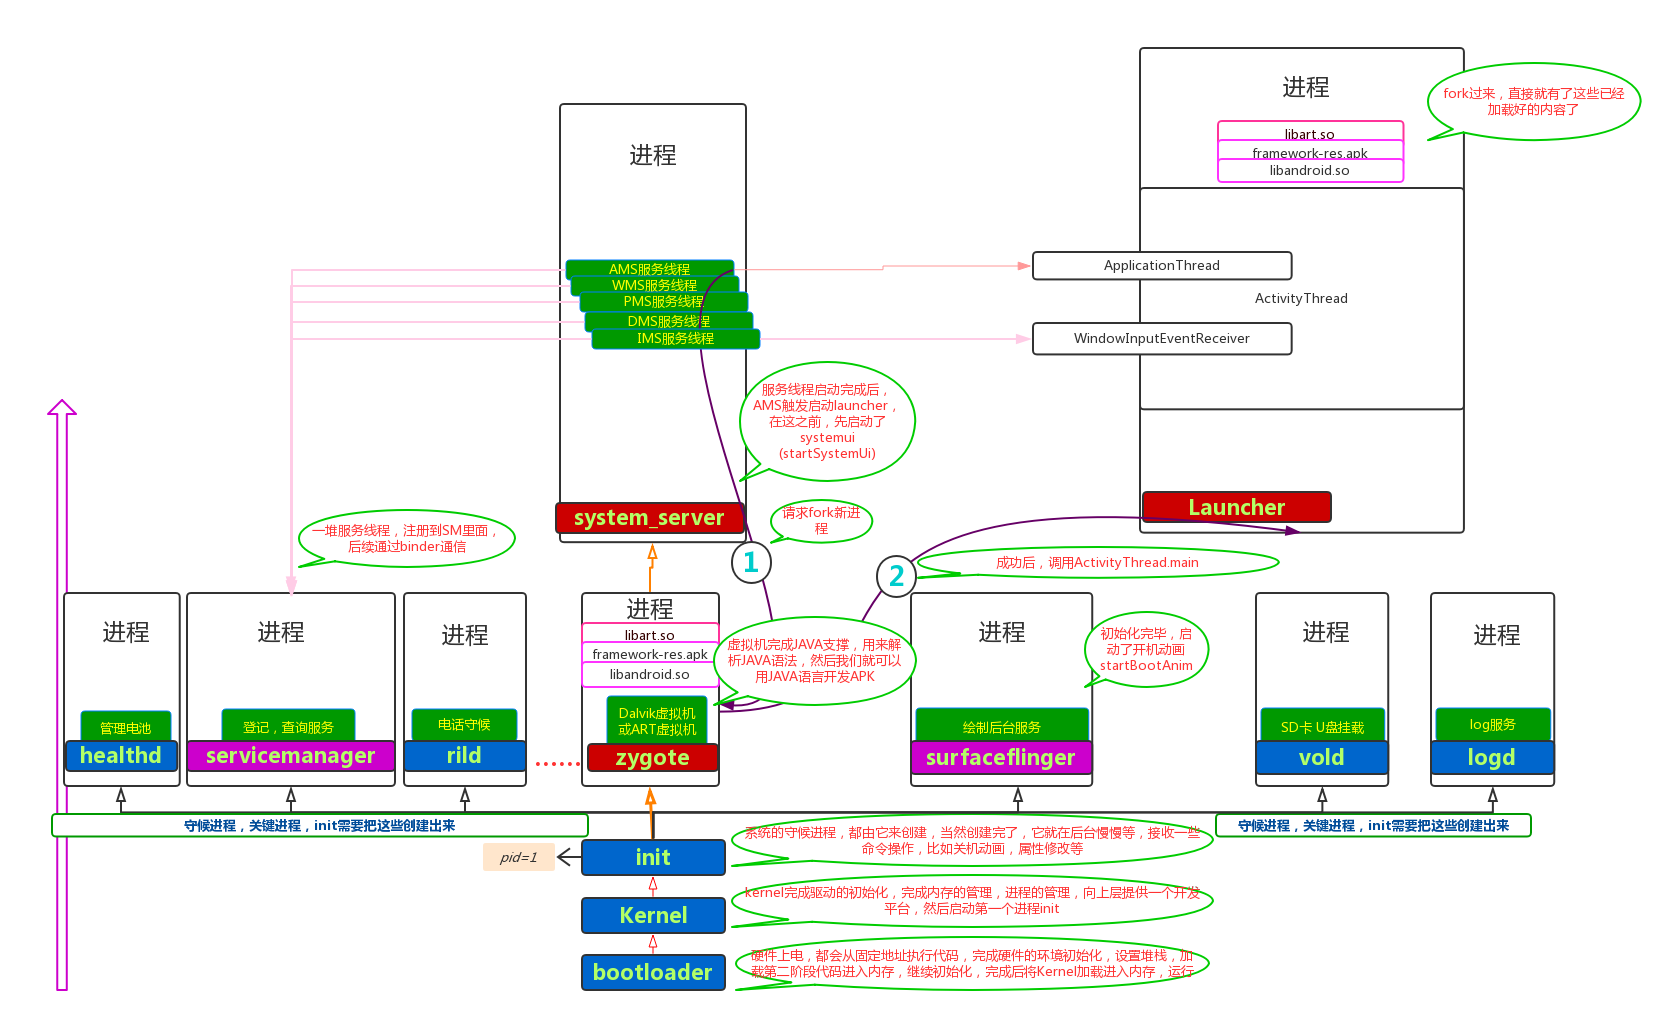 进程
fork过来，直接就有了这些已经
加载好的内容了
libart.so
framework-res.apk
libandroid.so
进程
AMS服务线程
WMS服务线程
PMS服务线程
DMS服务线程
IMS服务线程
ApplicationThread
ActivityThread
WindowInputEventReceiver
服务线程启动完成后，
AMS触发启动launcher，
在这之前，先启动了
systemui
(startSystemUi)
system_server
Launcher
请求fork新进
程
一堆服务线程，注册到SM里面，
后续通过binder通信
1
2
成功后，调用ActivityThread.main
进程
管理电池
healthd
进程
登记，查询服务
servicemanager
进程
电话守候
rild
进程
libart.so
framework-res.apk
libandroid.so
Dalvik虚拟机
或ART虚拟机
zygote
虚拟机完成JAVA支撑，用来解
析JAVA语法，然后我们就可以
用JAVA语言开发APK
进程
绘制后台服务
surfaceflinger
初始化完毕，启
动了开机动画
startBootAnim
进程
SD卡 U盘挂载
vold
进程
log服务
logd
守候进程，关键进程，init需要把这些创建出来
守候进程，关键进程，init需要把这些创建出来
pid=1
init
系统的守候进程，都由它来创建，当然创建完了，它就在后台慢慢等，接收一些
命令操作，比如关机动画，属性修改等
Kernel
kernel完成驱动的初始化，完成内存的管理，进程的管理，向上层提供一个开发
平台，然后启动第一个进程init
bootloader
硬件上电，都会从固定地址执行代码，完成硬件的环境初始化，设置堆栈，加
载第二阶段代码进入内存，继续初始化，完成后将Kernel加载进入内存，运行